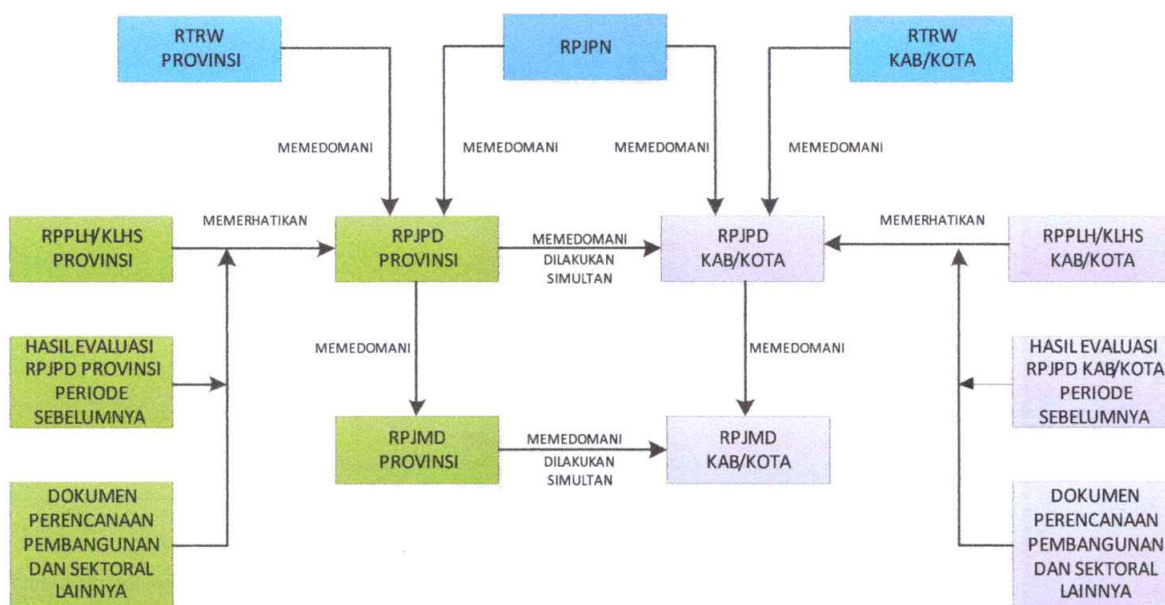 RTRW
PROVINSI
RPJPN
RTRW
KAB/KOTA
MEMEDOMANI
MEMEDOMANI
MEMEDOMANI
MEMEDOMANI
RPPLH/KLHS
PROVINSI
MEMERHATIKAN
RPJPD
PROVINSI
MEMEDOMANI
DILAKUKAN
SIMULTAN
RPJPD
KAB/KOTA
MEMERHATIKAN
RPPLH/KLHS
KAB/KOTA
HASIL EVALUASI
RPJPD PROVINSI
PERIODE
SEBELUMNYA
MEMEDOMANI
MEMEDOMANI
HASIL EVALUASI
RPJPD KAB/KOTA
PERIODE
SEBELUMNYA
RPJMD
PROVINSI
MEMEDOMANI
DILAKUKAN
SIMULTAN
RPJMD
KAB/KOTA
DOKUMEN
PERENCANAAN
PEMBANGUNAN
DAN SEKTORAL
LAINNYA
DOKUMEN
PERENCANAAN
PEMBANGUNAN
DAN SEKTORAL
LAINNYA